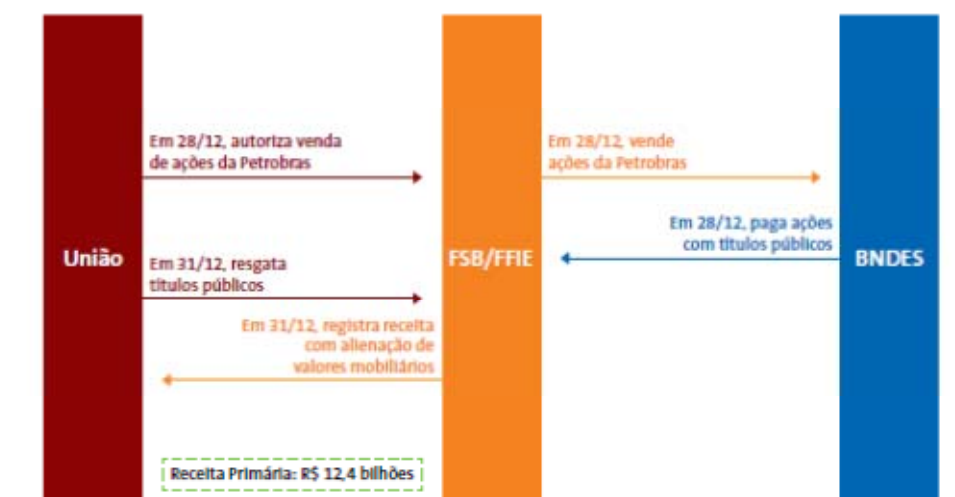 Em 28/12, autoriza venda
de ações da Petrobras
Em 28/12, vende
ações da Petrobras
Em 28/12, paga ações
com títulos públicos
União
FSB/FFIE
BNDES
Em 31/12, resgata
títulos públicos
Em 31/12, registra receita
com alienação de
valores mobiliários
Receita Primária: R$ 12,4 bilhões